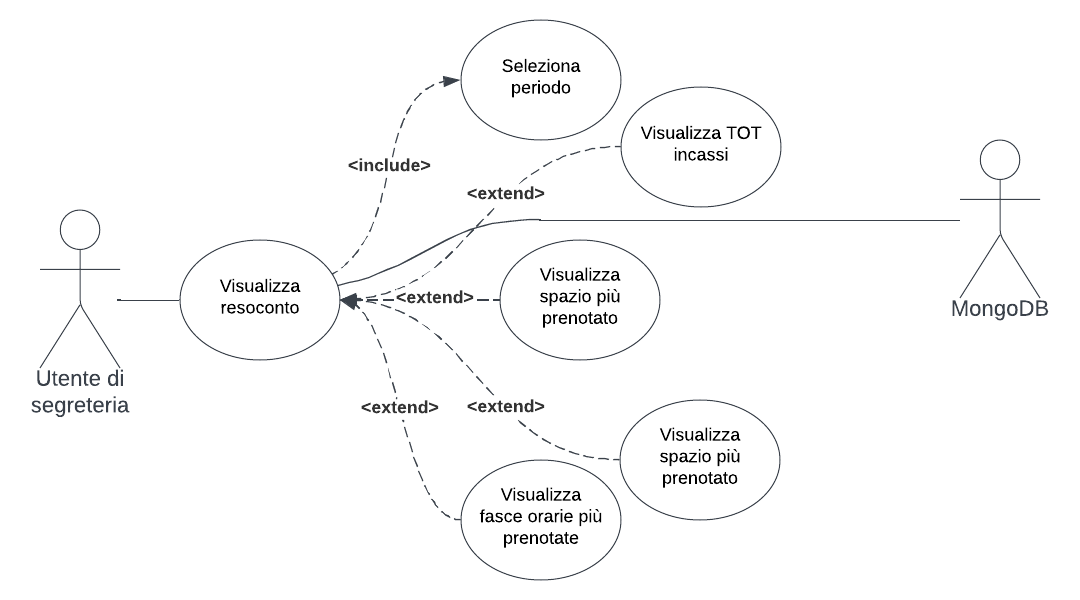 Seleziona
periodo
Visualizza TOT
incassi
<include>
<extend>
Visualizza
resoconto
Visualizza
spazio più
prenotato
<extend>
MongoDB
Utente di
segreteria
<extend>
<extend>
Visualizza
spazio più
prenotato
Visualizza
fasce orarie più
prenotate